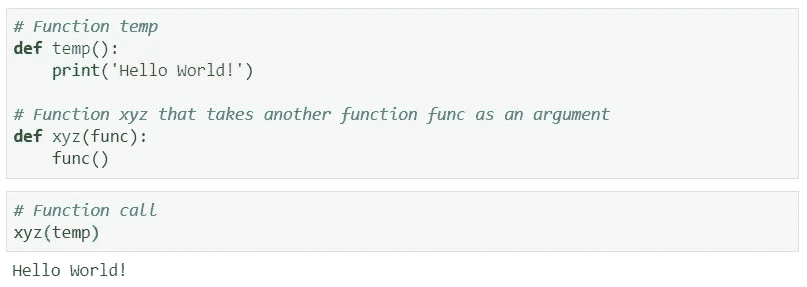 # Function temp
def temp():
    print('Hello World!')
# Function xyz that takes another function func as an argument
def xyz(func):
    func()
# Function call
xyz(temp)
Hello World!